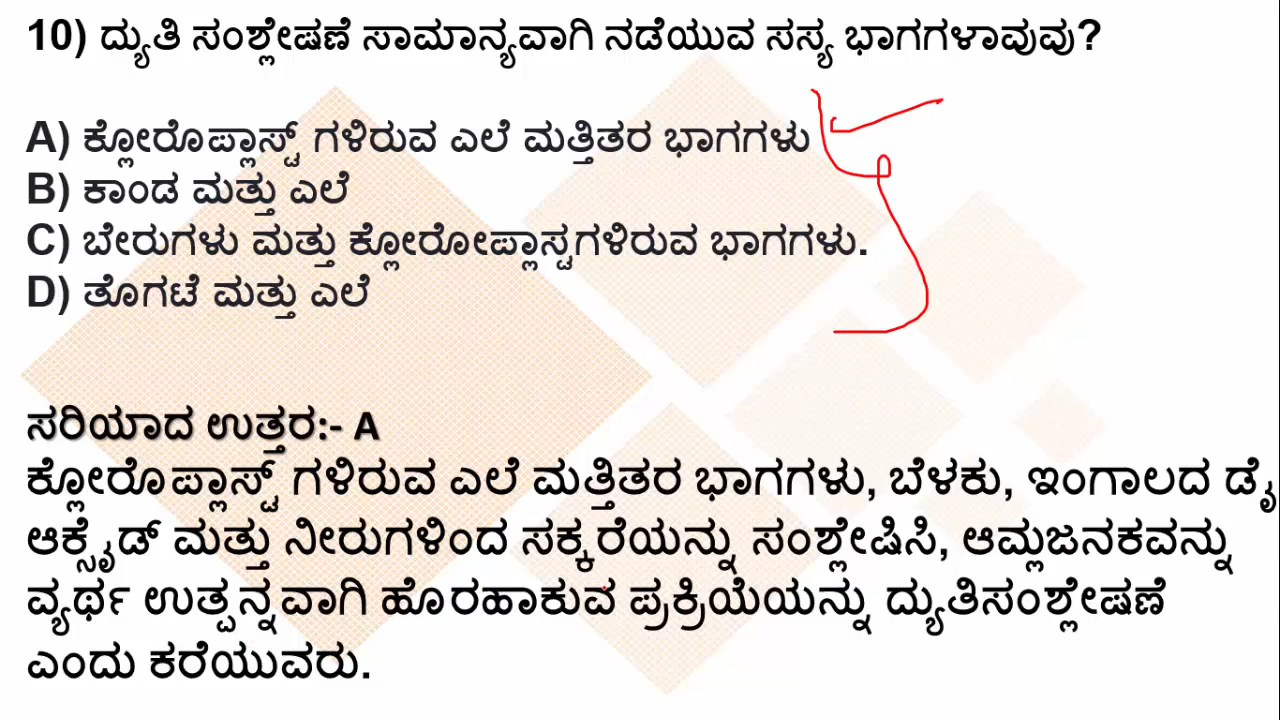 10) ದ್ಯುತಿ ಸಂಶ್ಲೇಷಣೆ ಸಾಮಾನ್ಯವಾಗಿ ನಡೆಯುವ ಸಸ್ಯ ಭಾಗಗಳಾವುವು?
A) ಕ್ಲೋರೊಪ್ಲಾಸ್ಟ್ ಗಳಿರುವ ಎಲೆ ಮತ್ತಿತರ ಭಾಗಗಳು
B) ಕಾಂಡ ಮತ್ತು ಎಲೆ
C) ಬೇರುಗಳು ಮತ್ತು ಕ್ಲೋರೋಪ್ಲಾಸ್ಟಗಳಿರುವ ಭಾಗಗಳು.
D) ತೊಗಟೆ ಮತ್ತು ಎಲೆ
ಸರಿಯಾದ ಉತ್ತರ:- A
ಕ್ಲೋರೊಪ್ಲಾಸ್ಟ್ ಗಳಿರುವ ಎಲೆ ಮತ್ತಿತರ ಭಾಗಗಳು, ಬೆಳಕು, ಇಂಗಾಲದ ಡೈ
ಆಕ್ಸೈಡ್ ಮತ್ತು ನೀರುಗಳಿಂದ ಸಕ್ಕರೆಯನ್ನು ಸಂಶ್ಲೇಷಿಸಿ, ಆಮ್ಲಜನಕವನ್ನು
ವ್ಯರ್ಥ ಉತ್ಪನ್ನವಾಗಿ ಹೊರಹಾಕುವ ಪ್ರಕ್ರಿಯೆಯನ್ನು ದ್ಯುತಿಸಂಶ್ಲೇಷಣೆ
ಎಂದು ಕರೆಯುವರು.